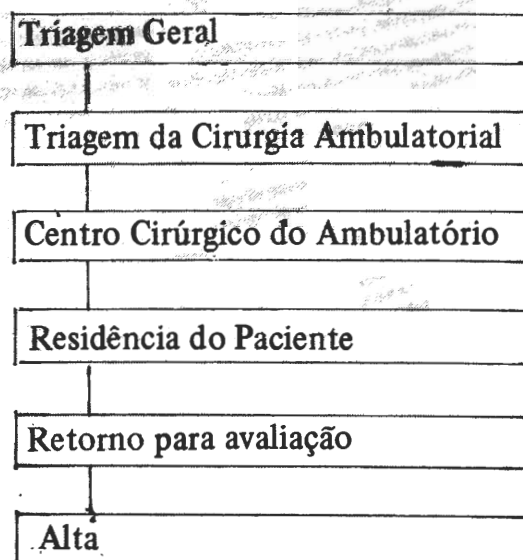 Triagem Geral
Triagem da Cirurgia Ambulatorial
Centro Cirúrgico do Ambulatório
Residência do Paciente
Retorno para avaliação
Alta